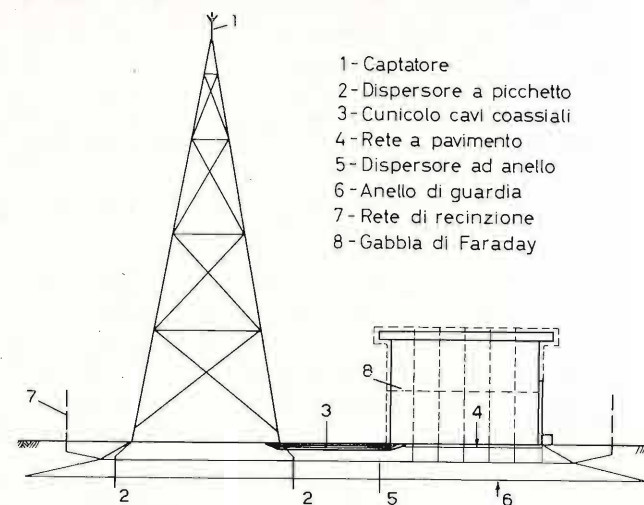 1
1- Captatore
2- Dispersore a picchetto
3- Cunicolo cavi coassiali
4- Rete a pavimento
5- Dispersore ad anello
6- Anello di guardia
7- Rete di recinzione
8- Gabbia di Faraday
8
7
3
4
2
2
5
6